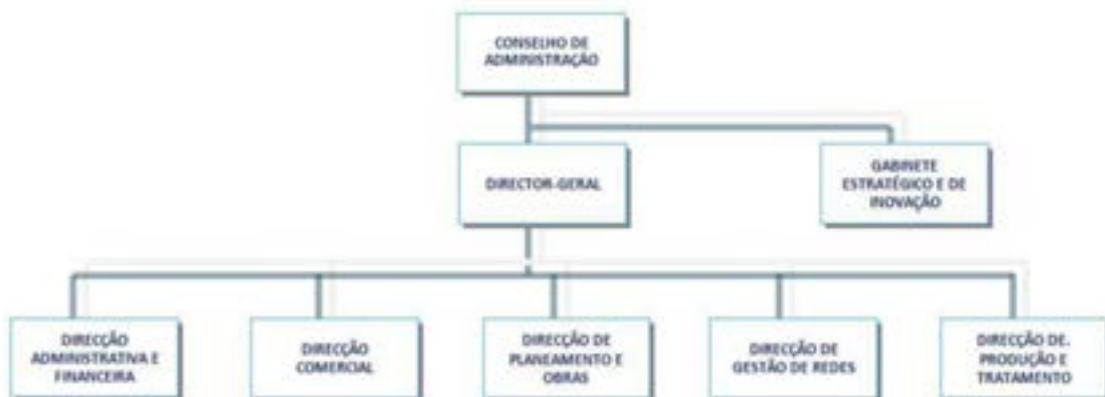 CONSELHO DE
ADMINISTRAÇÃO
DIRECTOR-GERAL
GABINETE
ESTRATÉGICO E DE
INOVAÇÃO
DIRECÇÃO
ADMINISTRATIVA E
FINANCEIRA
DIRECÇÃO
COMERCIAL
DIRECÇÃO DE
PLANEAMENTO E
OBRAS
DIRECÇÃO DE
GESTÃO DE REDES
DIRECÇÃO DE.
PRODUÇÃO E
TRATAMENTO